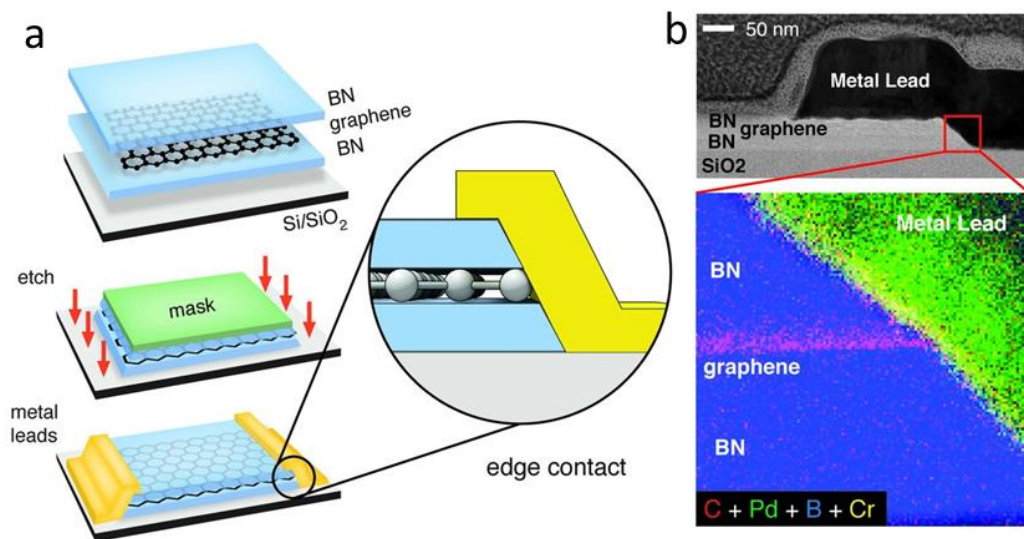 a
BN
graphene
BN
Si/SiO₂
etch
mask
metal
leads
edge contact
b
50 nm
Metal Lead
BN
graphene
BN
SiO2
Metal Lead
BN
graphene
BN
C + Pd + B + Cr